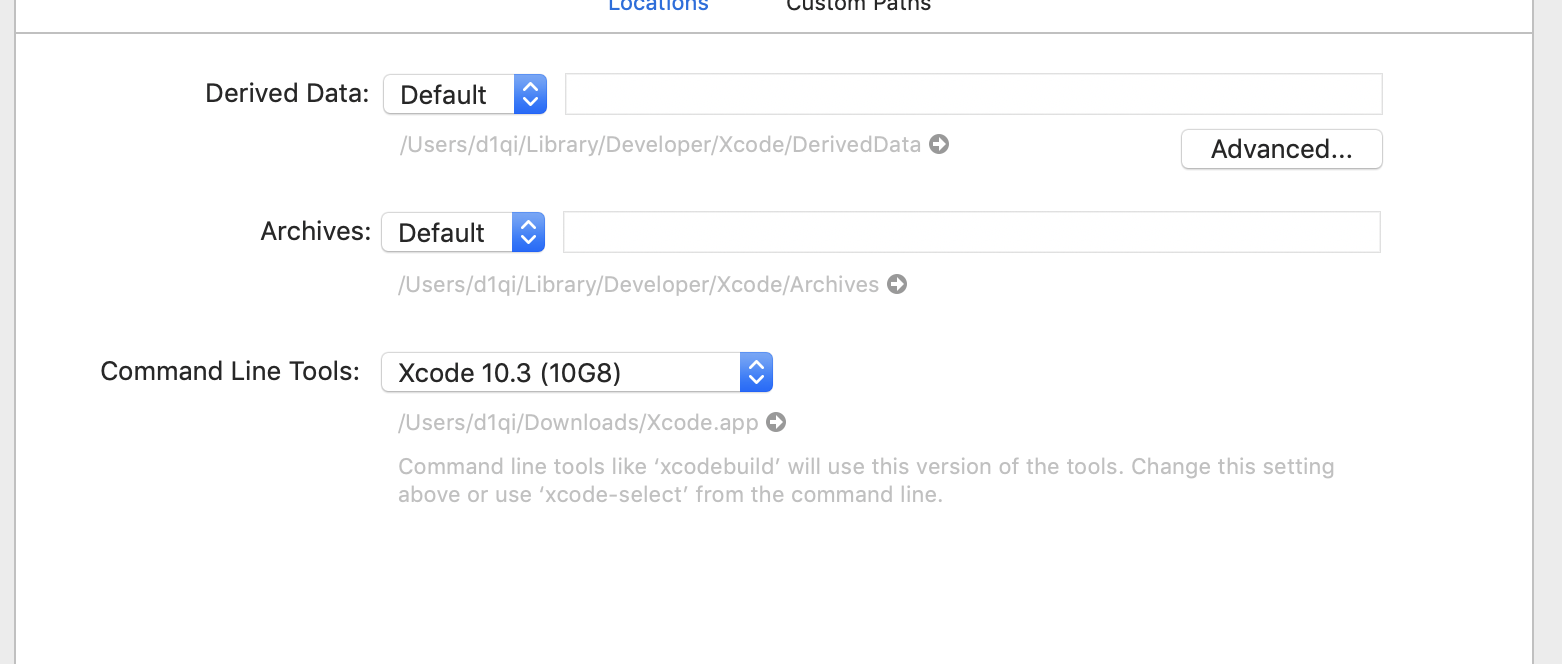 Locations Custom Paths
Derived Data: Default
/Users/d1qi/Library/Developer/Xcode/DerivedData
Advanced...
Archives: Default
/Users/d1qi/Library/Developer/Xcode/Archives
Command Line Tools: Xcode 10.3 (10G8)
/Users/d1qi/Downloads/Xcode.app
Command line tools like ‘xcodebuild’ will use this version of the tools. Change this setting
above or use ‘xcode-select’ from the command line.